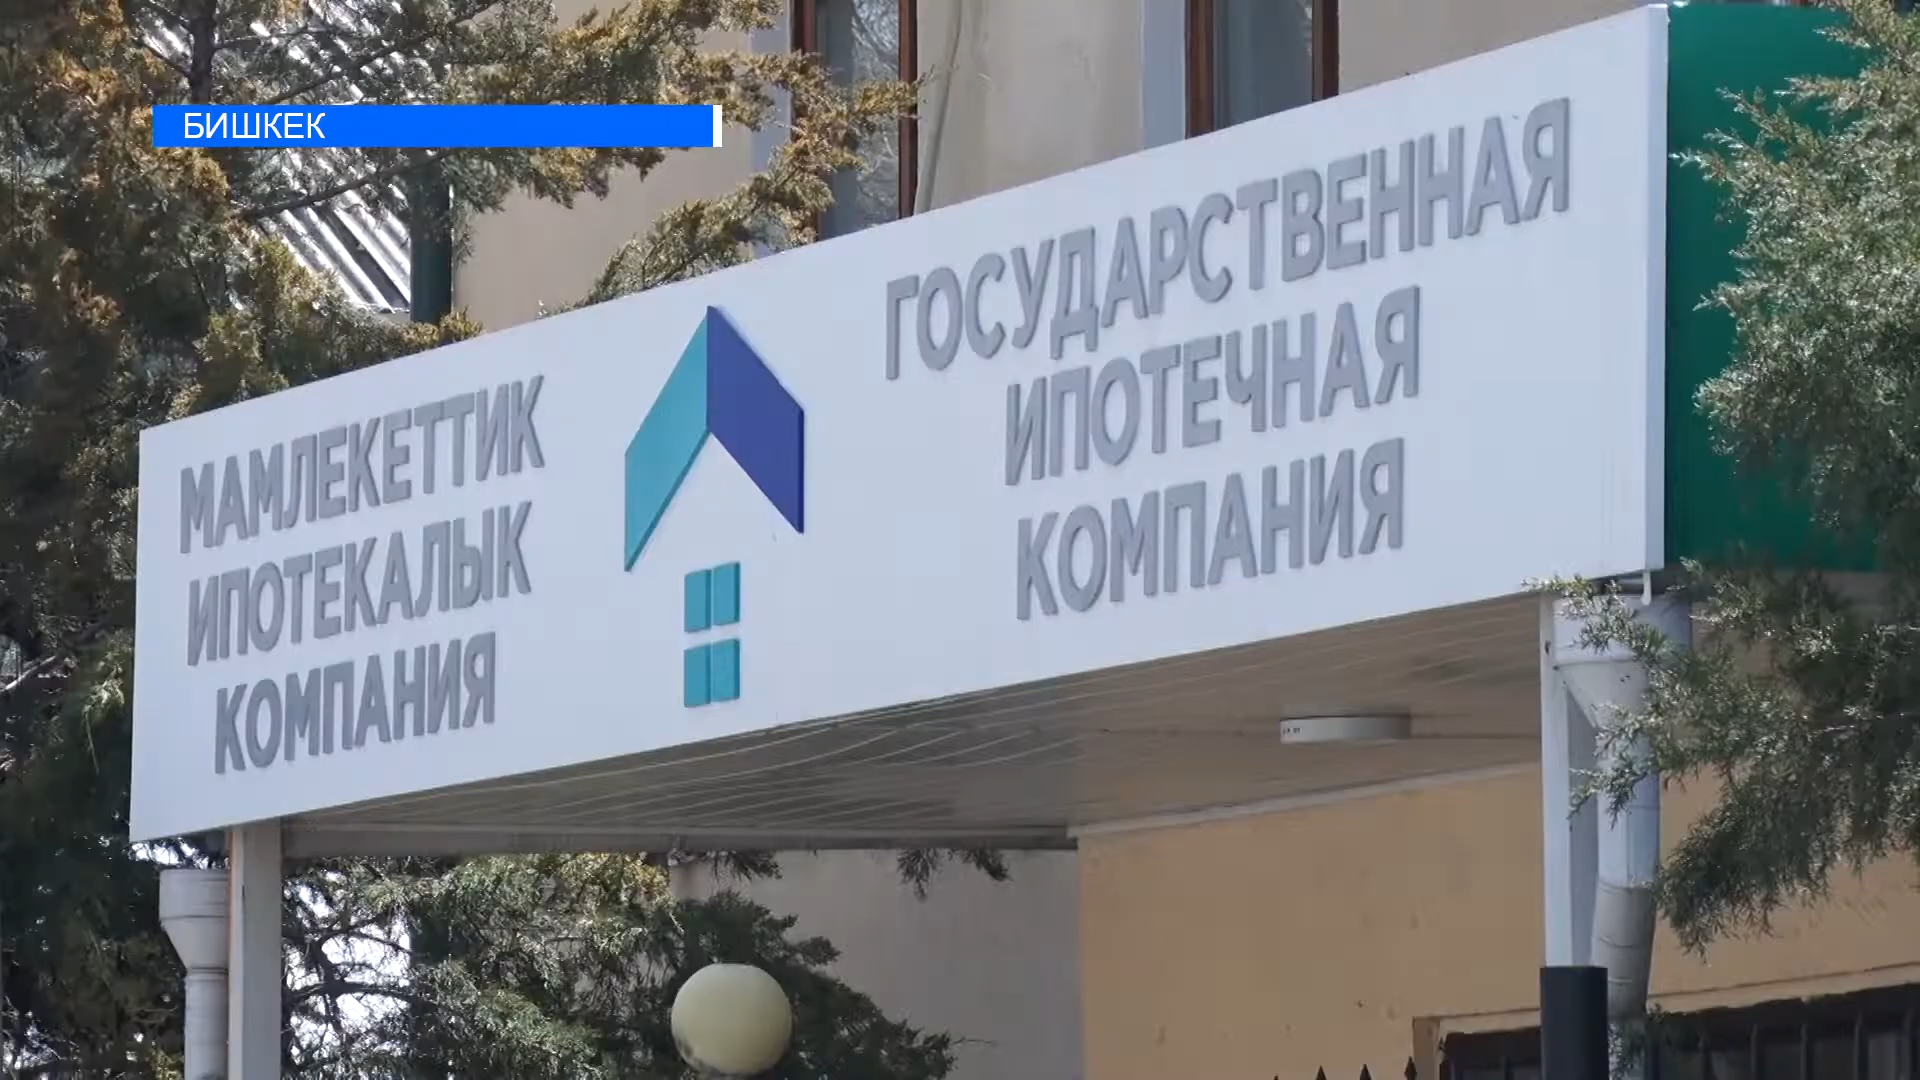 БИШКЕК
МАМЛЕКЕТТИК
ИПОТЕКАЛЫК
КОМПАНИЯ
ГОСУДАРСТВЕННАЯ
ИПОТЕЧНАЯ
КОМПАНИЯ